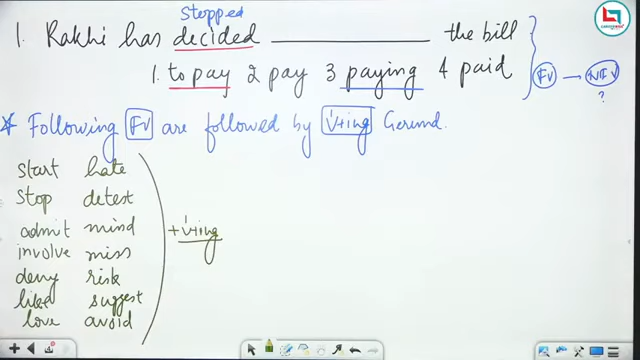 stopped
1. Rakhi has decided ____________ the bill
1. to pay 2 pay 3 paying 4 paid
FV → NFV
?
* Following FV are followed by V+ing Gerund.
start hate
stop detest
admit mind
+ V+ing
involve miss
deny risk
like suggest
love avoid